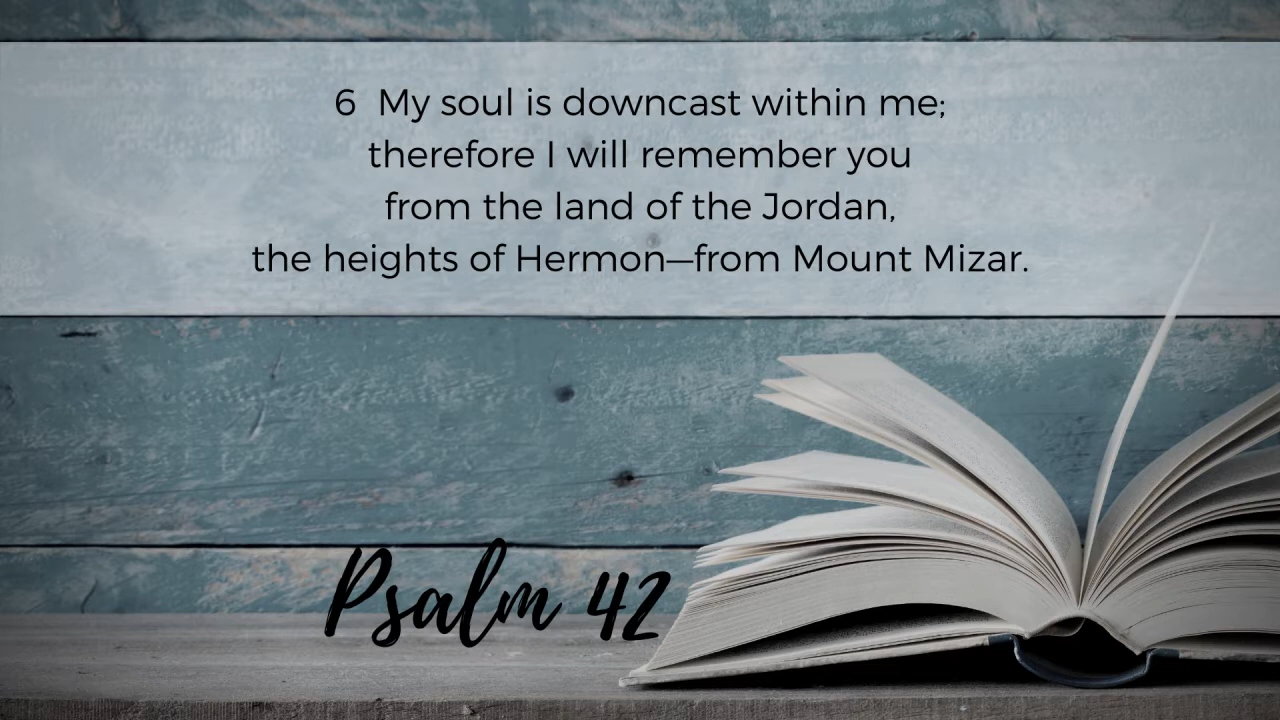 6  My soul is downcast within me;
therefore I will remember you
from the land of the Jordan,
the heights of Hermon—from Mount Mizar.
Psalm 42